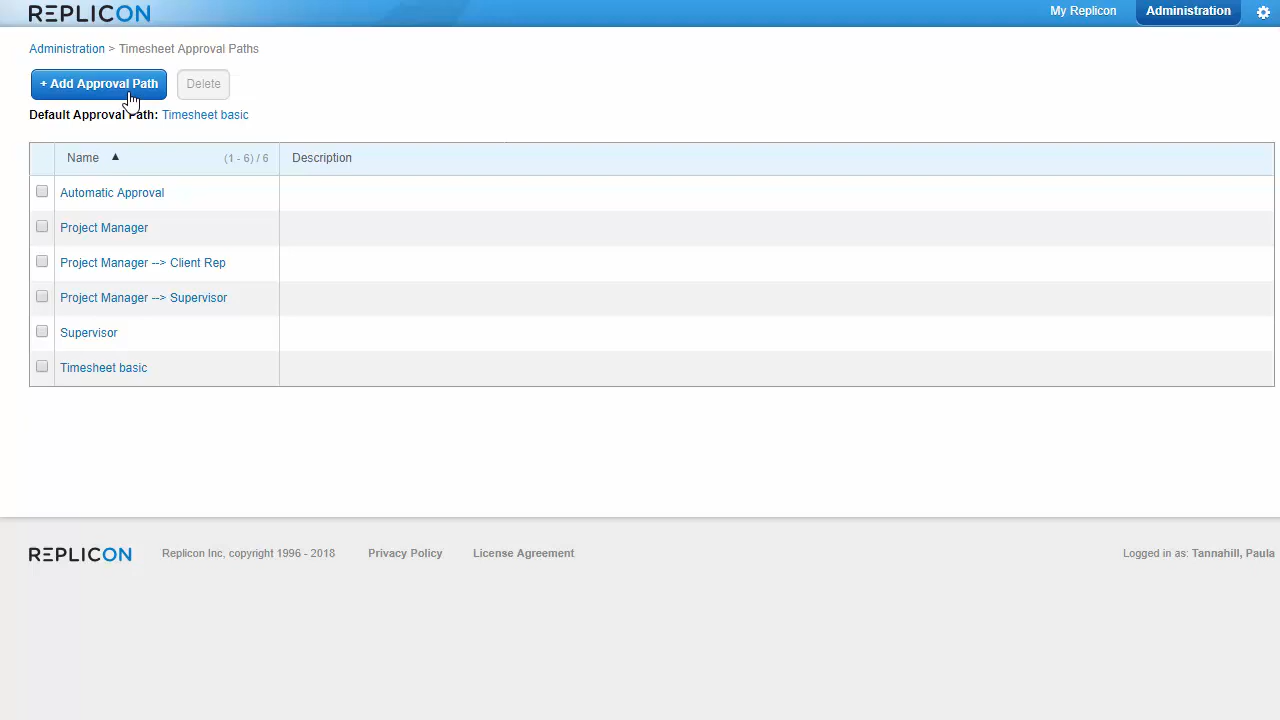 REPLICON
My Replicon
Administration
Administration > Timesheet Approval Paths
+ Add Approval Path
Delete
Default Approval Path: Timesheet basic
Name ▲ (1 - 6) / 6 Description
Automatic Approval
Project Manager
Project Manager --> Client Rep
Project Manager --> Supervisor
Supervisor
Timesheet basic
REPLICON Replicon Inc, copyright 1996 - 2018 Privacy Policy License Agreement Logged in as: Tannahill, Paula